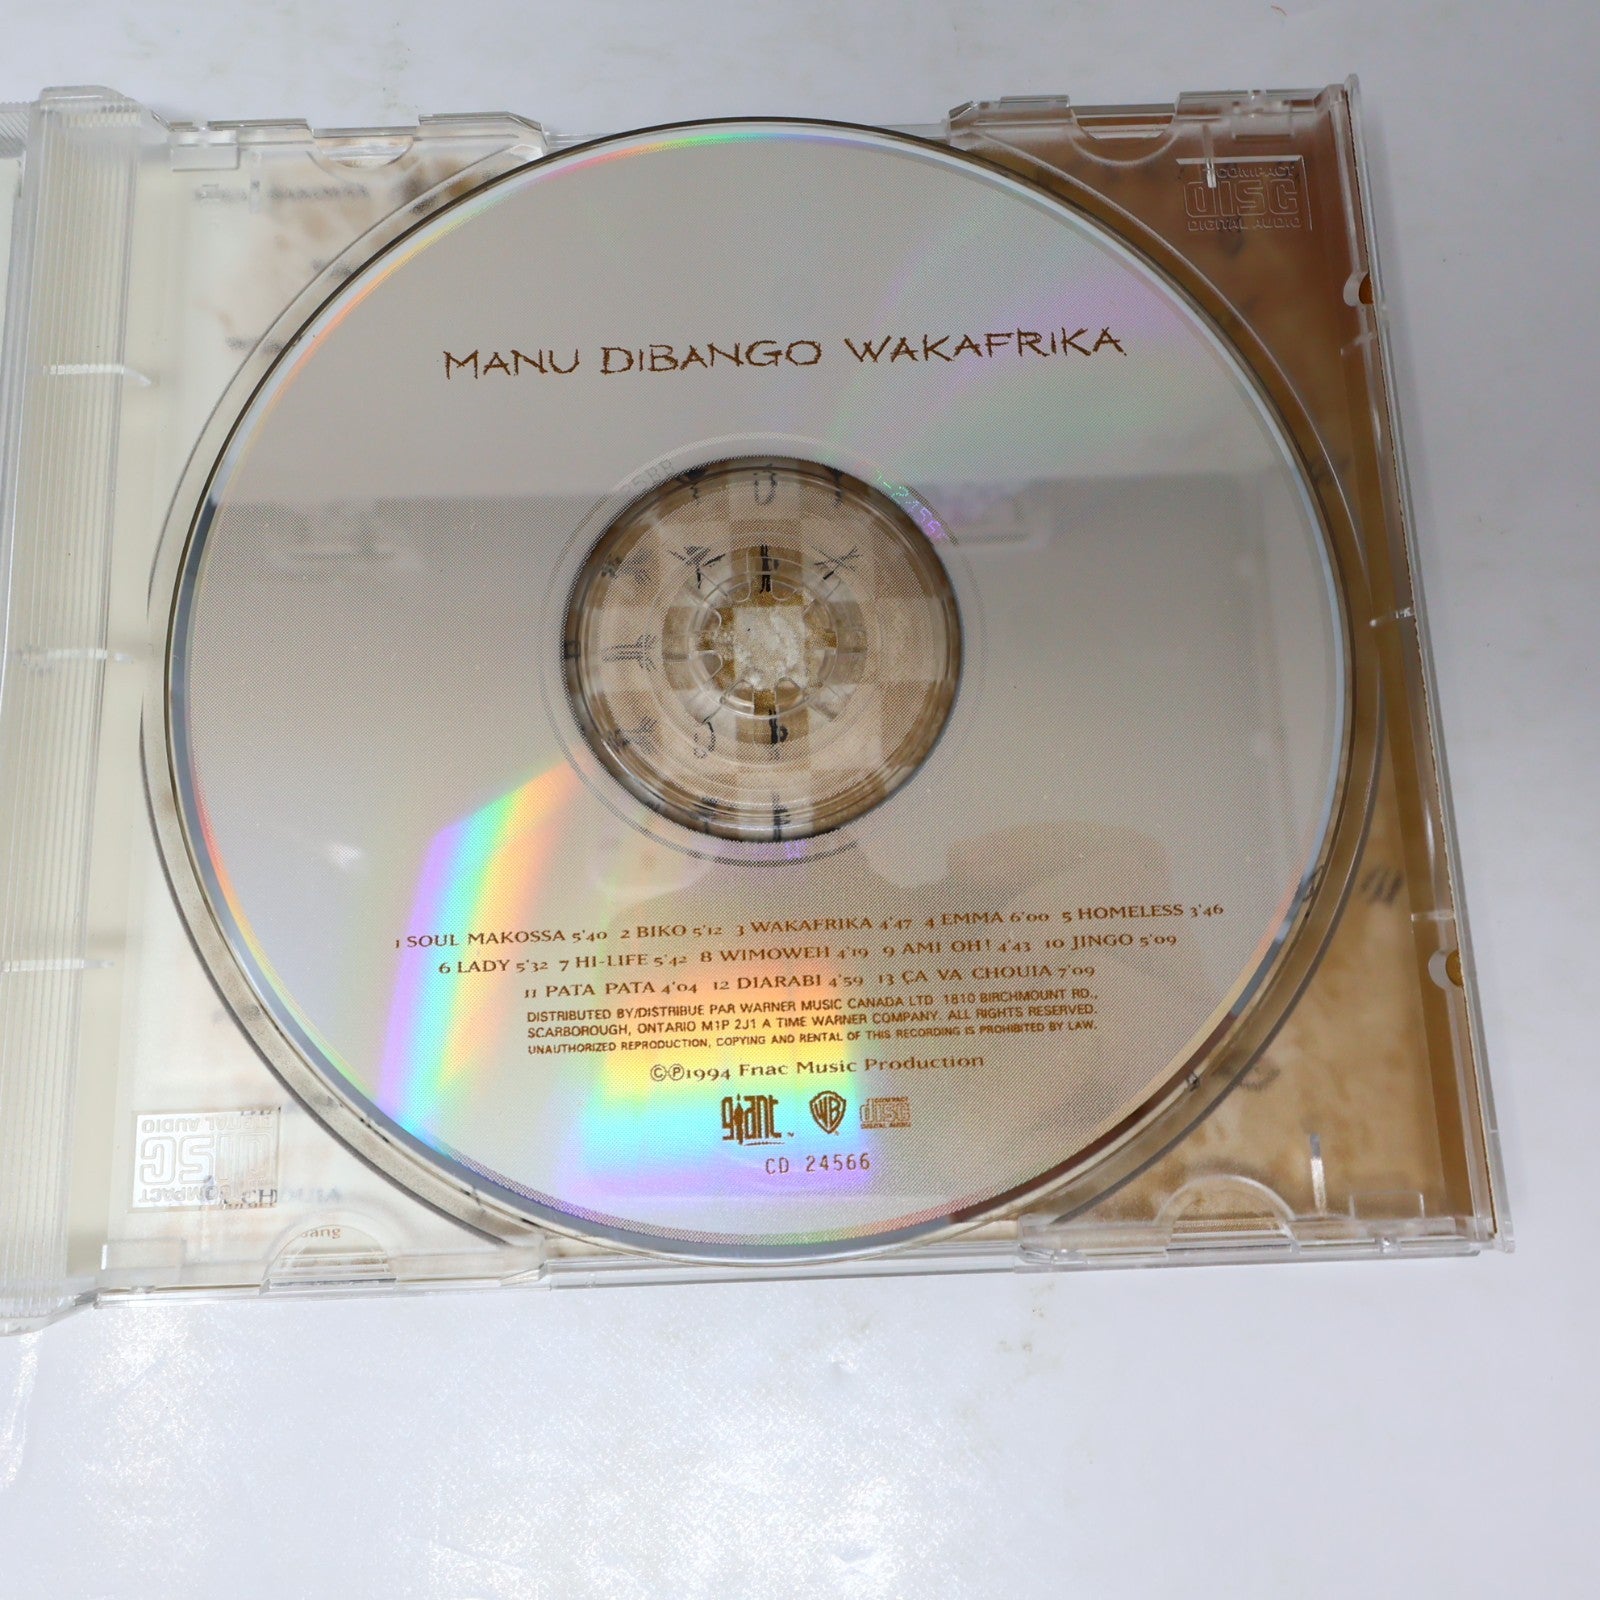 COMPACT
DISC
DIGITAL AUDIO
MANU DIBANGO WAKAFRIKA
1 SOUL MAKOSSA 5'40 2 BIKO 5'12 3 WAKAFRIKA 4'47 4 EMMA 6'00 5 HOMELESS 3'46
6 LADY 5'32 7 HI-LIFE 5'42 8 WIMOWEH 4'19 9 AMI OH! 4'43 10 JINGO 5'09
11 PATA PATA 4'04 12 DIARABI 4'59 13 ÇA VA CHOUIA 7'09
DISTRIBUTED BY/DISTRIBUE PAR WARNER MUSIC CANADA LTD 1810 BIRCHMOUNT RD.,
SCARBOROUGH, ONTARIO M1P 2J1 A TIME WARNER COMPANY. ALL RIGHTS RESERVED.
UNAUTHORIZED REPRODUCTION, COPYING AND RENTAL OF THIS RECORDING IS PROHIBITED BY LAW.
©℗1994 Fnac Music Production
giant™ WB COMPACT DISC DIGITAL AUDIO
CD 24566
COMPACT
DISC
DIGITAL AUDIO